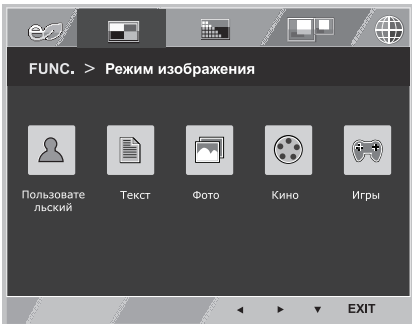 FUNC. > Режим изображения
Пользовате
льский
Текст
Фото
Кино
Игры
EXIT